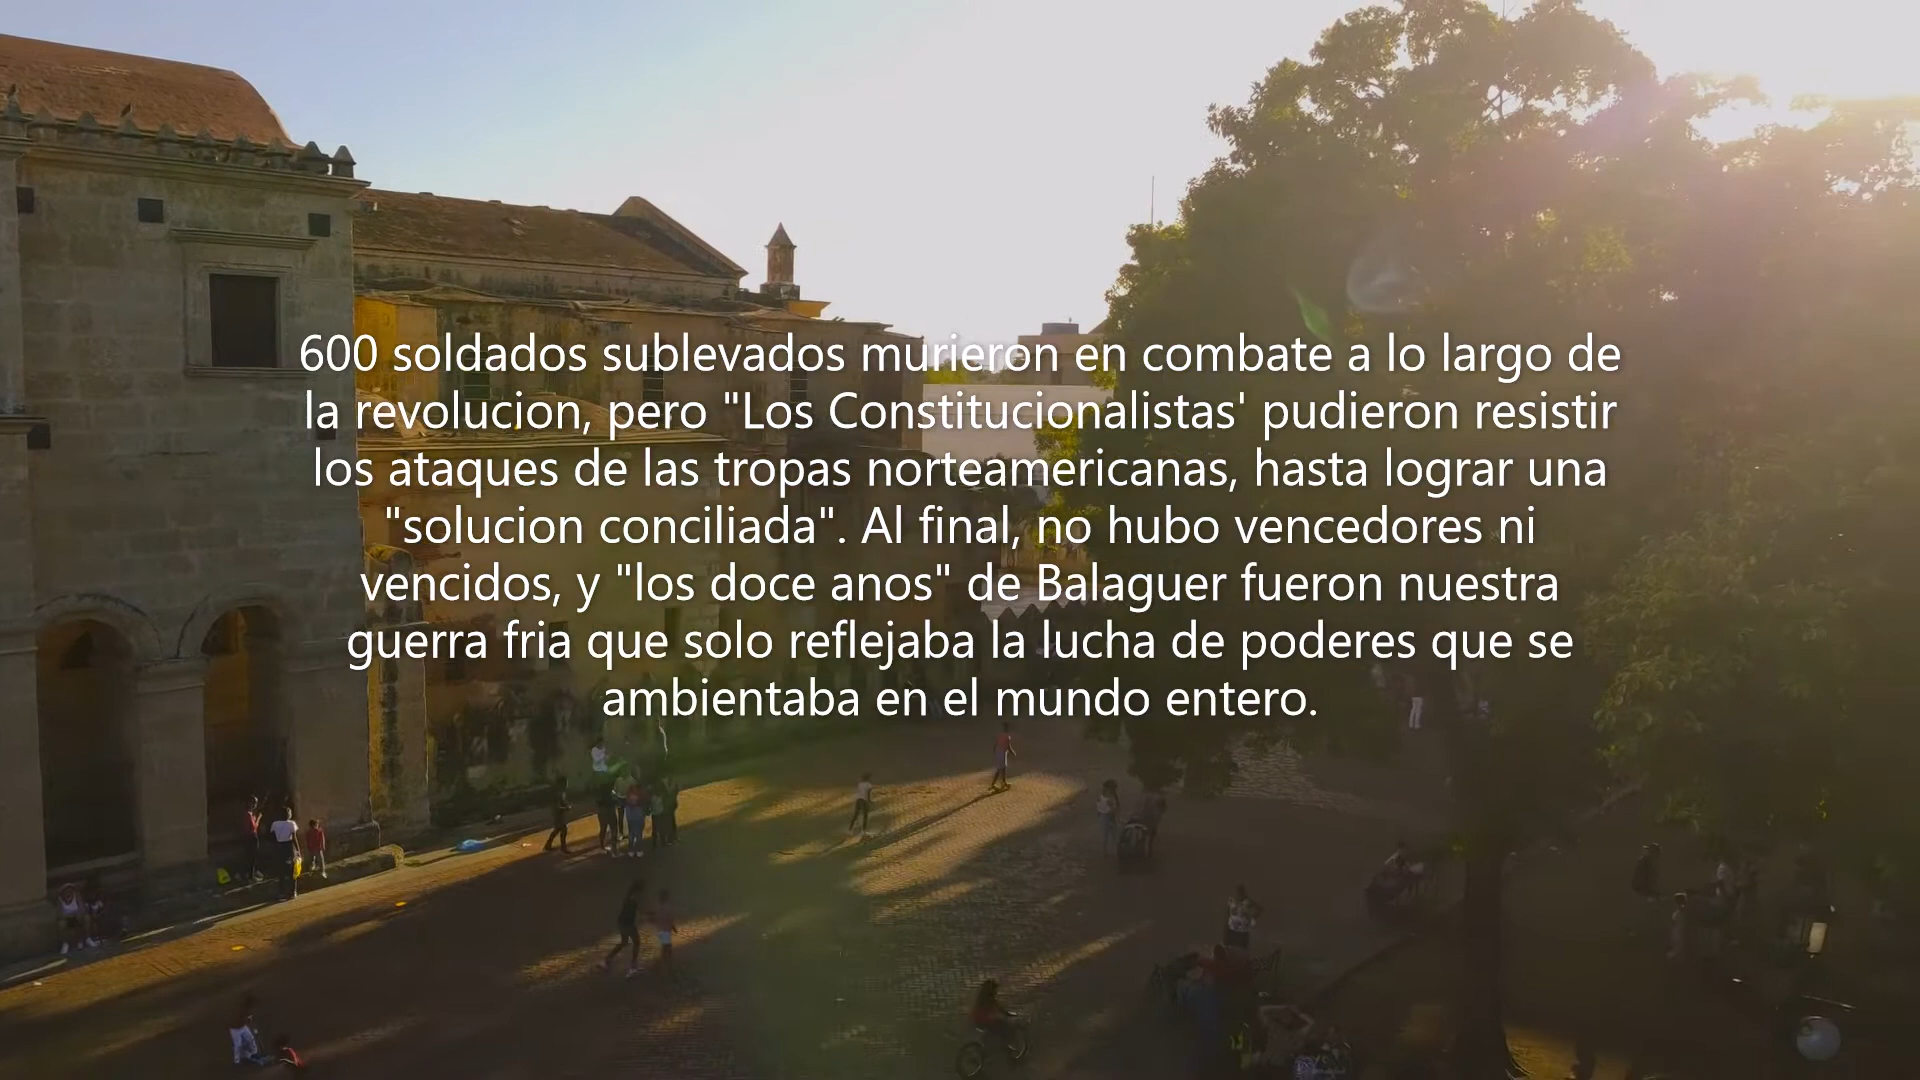 600 soldados sublevados murieron en combate a lo largo de
la revolucion, pero "Los Constitucionalistas' pudieron resistir
los ataques de las tropas norteamericanas, hasta lograr una
"solucion conciliada". Al final, no hubo vencedores ni
vencidos, y "los doce anos" de Balaguer fueron nuestra
guerra fria que solo reflejaba la lucha de poderes que se
ambientaba en el mundo entero.